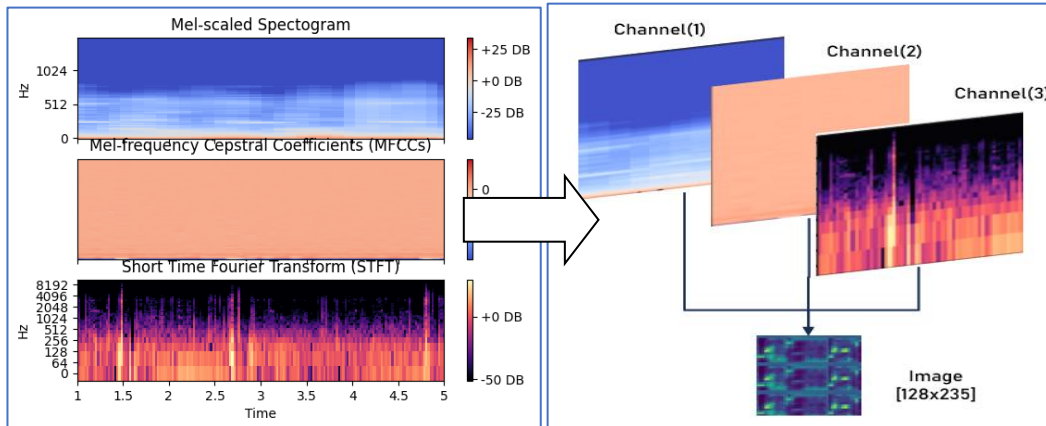 Mel-scaled Spectogram
Hz
1024
512
0
+25 DB
+0 DB
-25 DB
Mel-frequency Cepstral Coefficients (MFCCs)
0
Short Time Fourier Transform (STFT)
Hz
8192
4096
2048
1024
512
256
128
64
0
+0 DB
-50 DB
1 1.5 2 2.5 3 3.5 4 4.5 5
Time
Channel(1)
Channel(2)
Channel(3)
Image
[128x235]